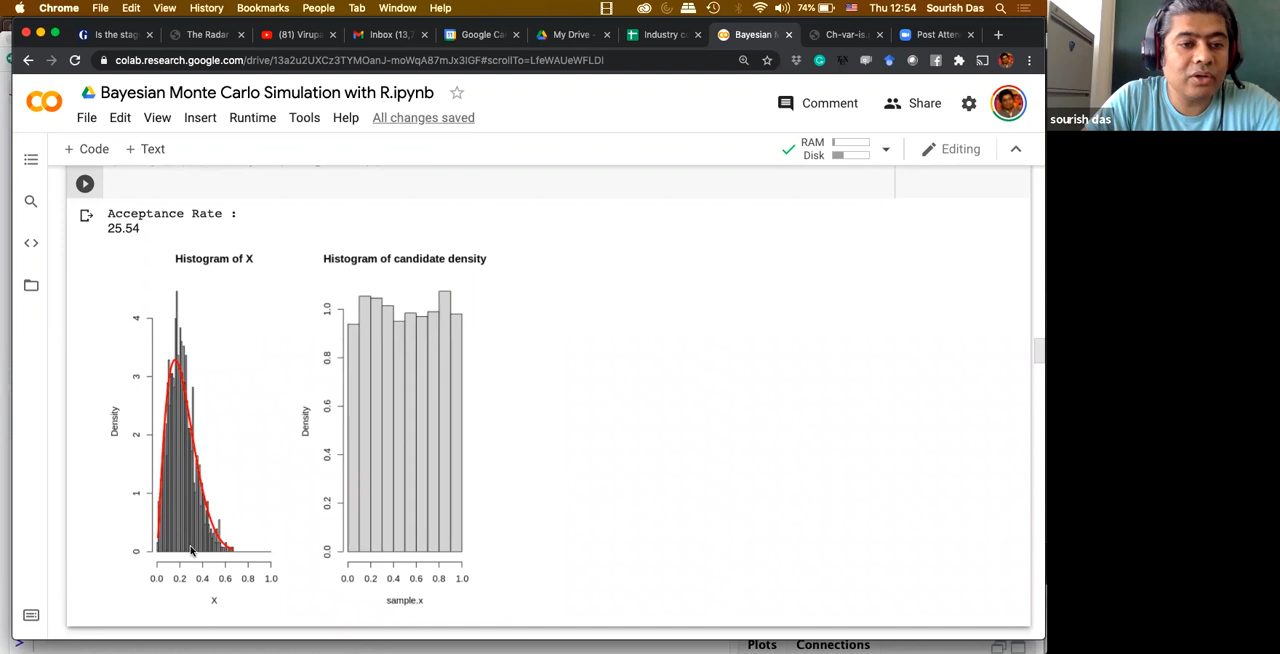 Chrome File Edit View History Bookmarks People Tab Window Help 74% Thu 12:54 Sourish Das
Is the stag The Radar (81) Virupa Inbox (13,7 Google Ca My Drive - Industry c Bayesian M Ch-var-is. Post Atten
colab.research.google.com/drive/13a2u2UXCz3TYMOanJ-moWqA87mJx3lGF#scrollTo=LfeWAUeWFLDl
Bayesian Monte Carlo Simulation with R.ipynb
Comment Share
File Edit View Insert Runtime Tools Help All changes saved
sourish das
+ Code + Text
RAM
Disk
Editing
Acceptance Rate :
25.54
Histogram of X
Density
0 1 2 3 4
0.0 0.2 0.4 0.6 0.8 1.0
X
Histogram of candidate density
Density
0.0 0.2 0.4 0.6 0.8 1.0
0.0 0.2 0.4 0.6 0.8 1.0
sample.x
Plots Connections